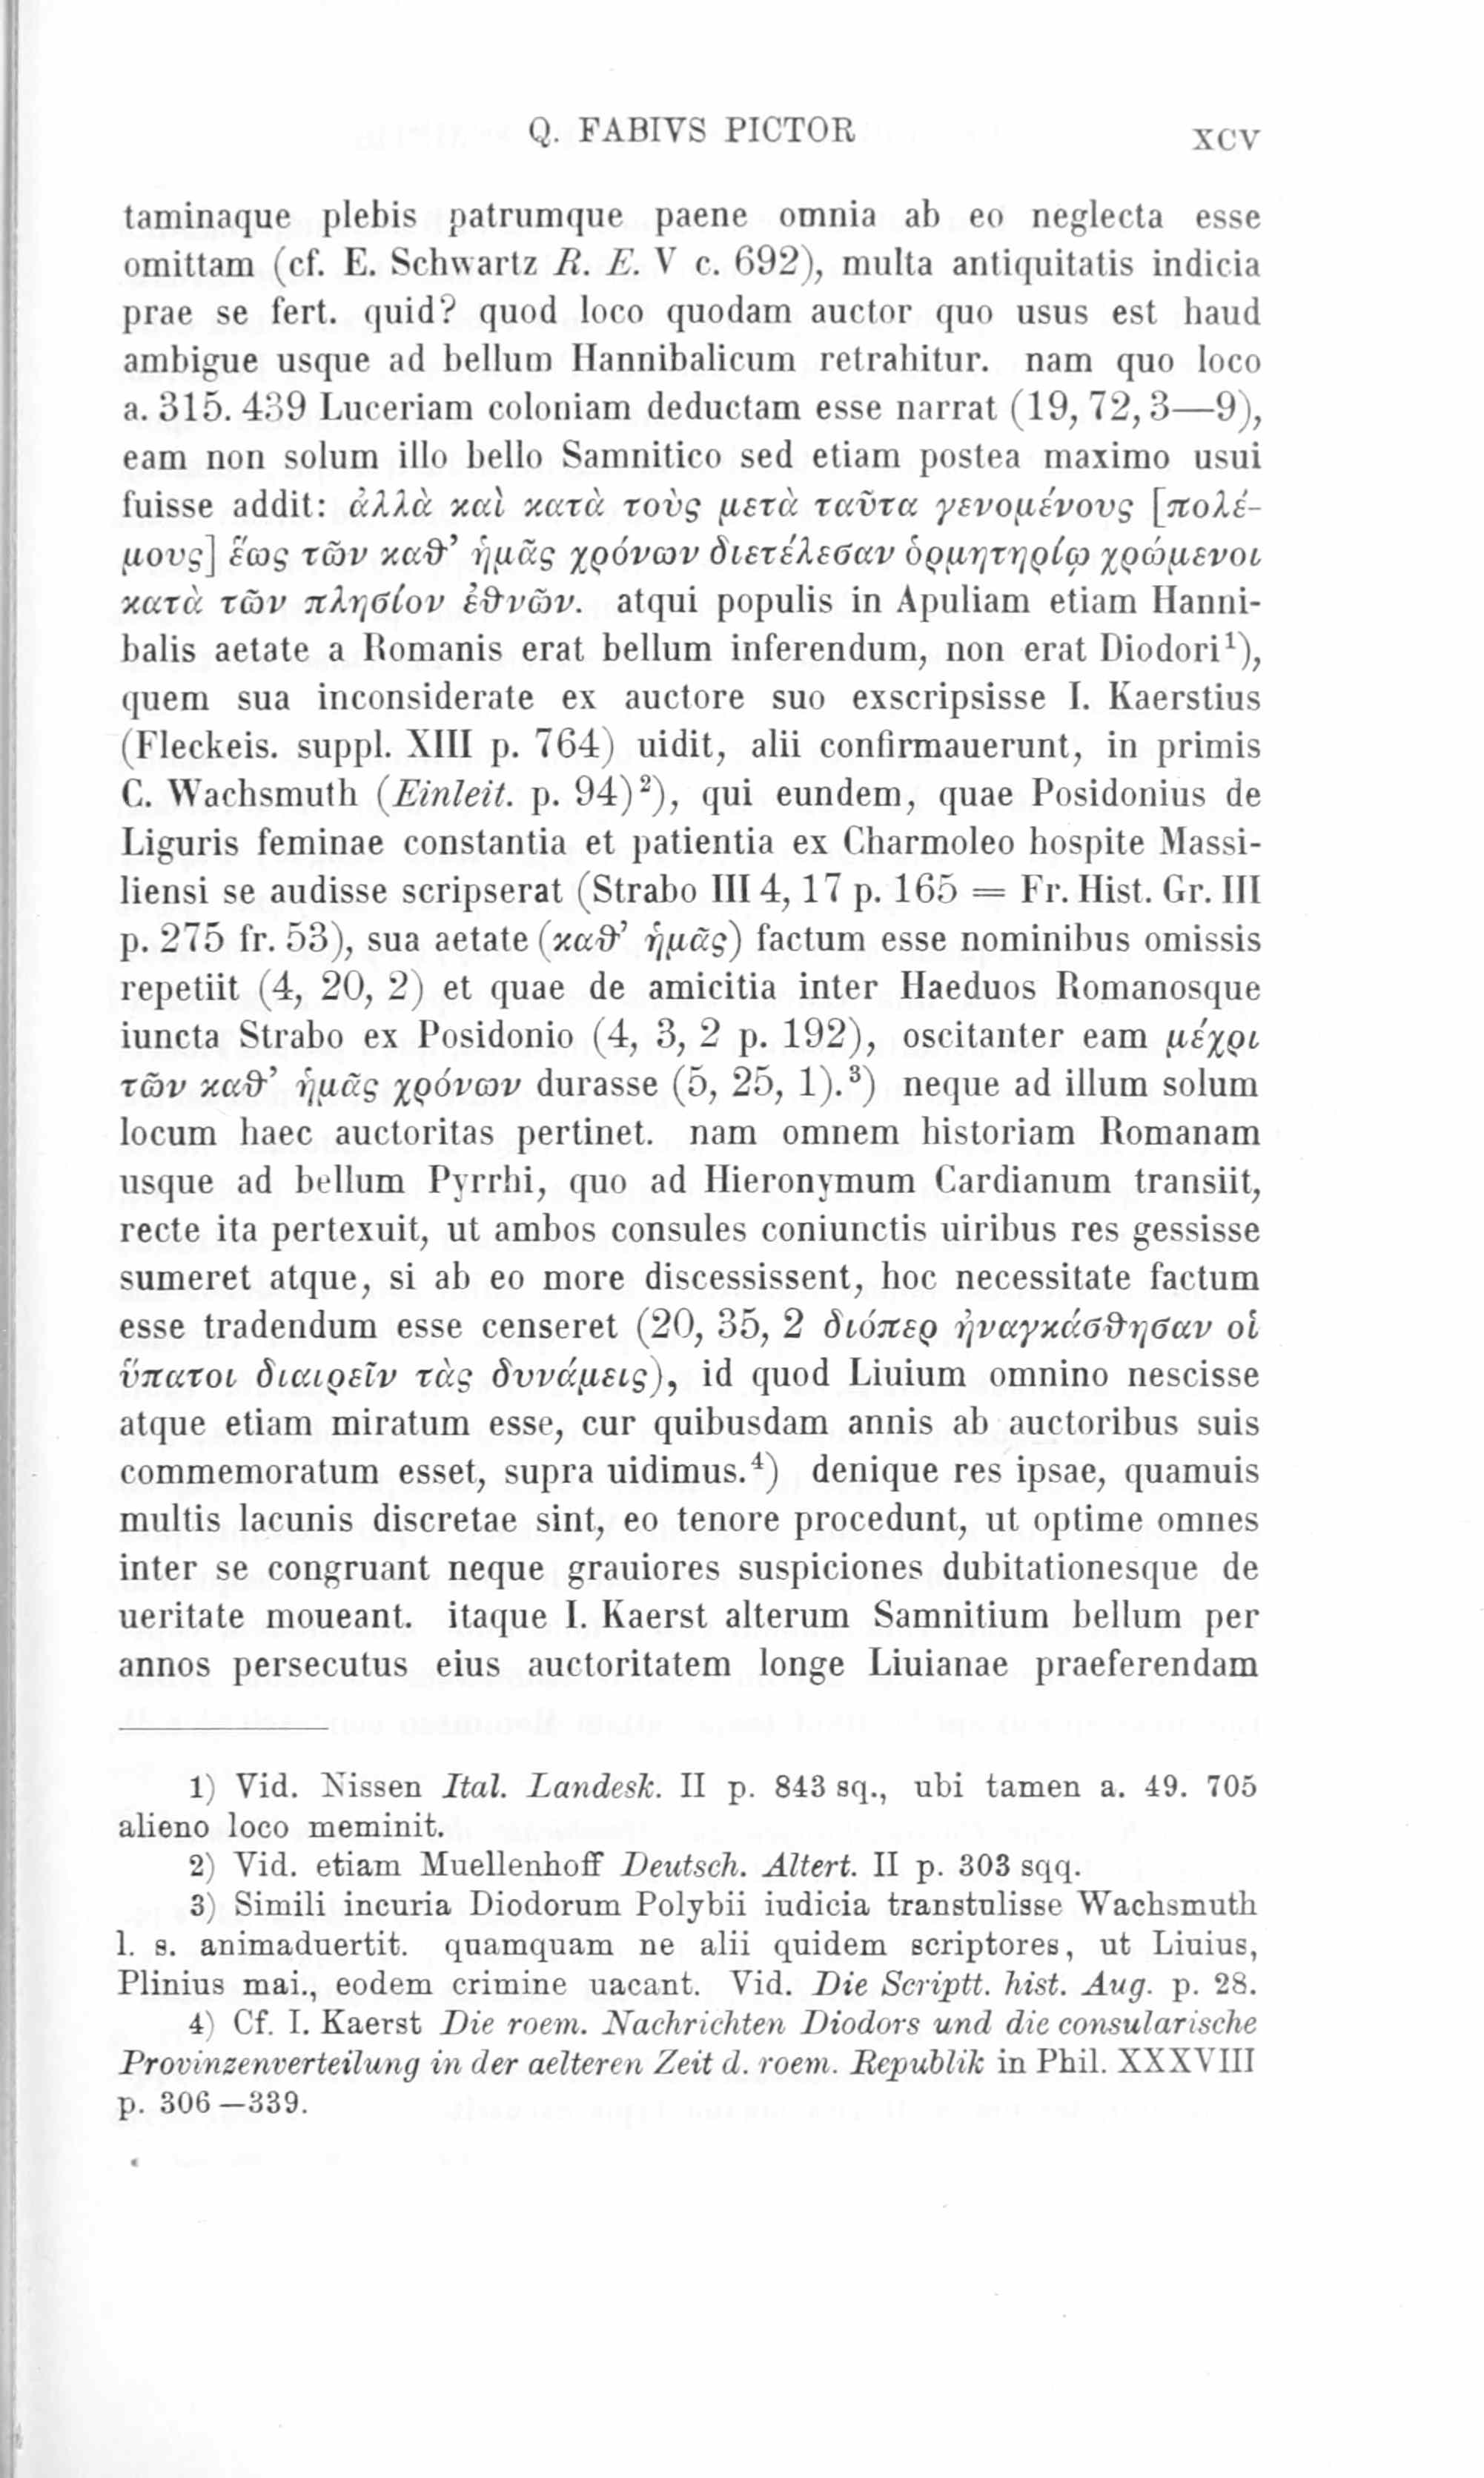 Q. FABIVS PICTOR XCV
taminaque plebis patrumque paene omnia ab eo neglecta esse
omittam (cf. E. Schwartz R. E. V c. 692), multa antiquitatis indicia
prae se fert. quid? quod loco quodam auctor quo usus est haud
ambigue usque ad bellum Hannibalicum retrahitur. nam quo loco
a. 315. 439 Luceriam coloniam deductam esse narrat (19, 72, 3—9),
eam non solum illo bello Samnitico sed etiam postea maximo usui
fuisse addit: ἀλλὰ καὶ κατὰ τοὺς μετὰ ταῦτα γενομένους [πολέ-
μους] ἕως τῶν καθ’ ἡμᾶς χρόνων διετέλεσαν ὁρμητηρίῳ χρώμενοι
κατὰ τῶν πλησίον ἐθνῶν. atqui populis in Apuliam etiam Hanni-
balis aetate a Romanis erat bellum inferendum, non erat Diodori¹),
quem sua inconsiderate ex auctore suo exscripsisse I. Kaerstius
(Fleckeis. suppl. XIII p. 764) uidit, alii confirmauerunt, in primis
C. Wachsmuth (Einleit. p. 94)²), qui eundem, quae Posidonius de
Liguris feminae constantia et patientia ex Charmoleo hospite Massi-
liensi se audisse scripserat (Strabo III 4, 17 p. 165 = Fr. Hist. Gr. III
p. 275 fr. 53), sua aetate (καθ’ ἡμᾶς) factum esse nominibus omissis
repetiit (4, 20, 2) et quae de amicitia inter Haeduos Romanosque
iuncta Strabo ex Posidonio (4, 3, 2 p. 192), oscitanter eam μέχρι
τῶν καθ’ ἡμᾶς χρόνων durasse (5, 25, 1).³) neque ad illum solum
locum haec auctoritas pertinet. nam omnem historiam Romanam
usque ad bellum Pyrrhi, quo ad Hieronymum Cardianum transiit,
recte ita pertexuit, ut ambos consules coniunctis uiribus res gessisse
sumeret atque, si ab eo more discessissent, hoc necessitate factum
esse tradendum esse censeret (20, 35, 2 διόπερ ἠναγκάσθησαν οἱ
ὕπατοι διαιρεῖν τὰς δυνάμεις), id quod Liuium omnino nescisse
atque etiam miratum esse, cur quibusdam annis ab auctoribus suis
commemoratum esset, supra uidimus.⁴) denique res ipsae, quamuis
multis lacunis discretae sint, eo tenore procedunt, ut optime omnes
inter se congruant neque grauiores suspiciones dubitationesque de
ueritate moueant. itaque I. Kaerst alterum Samnitium bellum per
annos persecutus eius auctoritatem longe Liuianae praeferendam
1) Vid. Nissen Ital. Landesk. II p. 843 sq., ubi tamen a. 49. 705
alieno loco meminit.
2) Vid. etiam Muellenhoff Deutsch. Altert. II p. 303 sqq.
3) Simili incuria Diodorum Polybii iudicia transtulisse Wachsmuth
l. s. animaduertit. quamquam ne alii quidem scriptores, ut Liuius,
Plinius mai., eodem crimine uacant. Vid. Die Scriptt. hist. Aug. p. 28.
4) Cf. I. Kaerst Die roem. Nachrichten Diodors und die consularische
Provinzenverteilung in der aelteren Zeit d. roem. Republik in Phil. XXXVIII
p. 306—339.